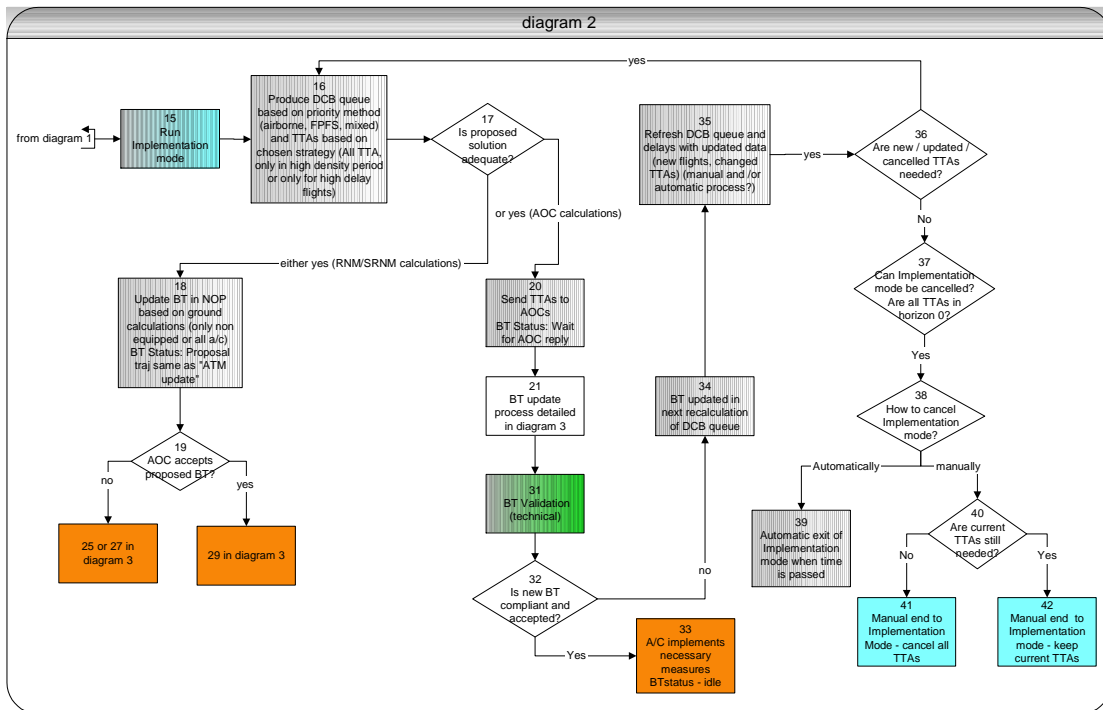 diagram 2
from diagram 1
15
Run
Implementation
mode
16
Produce DCB queue
based on priority method
(airborne, FPFS, mixed)
and TTAs based on
chosen strategy (All TTA,
only in high density period
or only for high delay
flights)
17
Is proposed
solution
adequate?
yes
35
Refresh DCB queue and
delays with updated data
(new flights, changed
TTAs) (manual and /or
automatic process?)
yes
36
Are new / updated /
cancelled TTAs
needed?
or yes (AOC calculations)
either yes (RNM/SRNM calculations)
No
37
Can Implementation
mode be cancelled?
Are all TTAs in
horizon 0?
18
Update BT in NOP
based on ground
calculations (only non
equipped or all a/c)
BT Status: Proposal
traj same as "ATM
update"
20
Send TTAs to
AOCs
BT Status: Wait
for AOC reply
Yes
21
BT update
process detailed
in diagram 3
34
BT updated in
next recalculation
of DCB queue
38
How to cancel
Implementation
mode?
19
AOC accepts
proposed BT?
no
yes
Automatically
manually
31
BT Validation
(technical)
25 or 27 in
diagram 3
29 in diagram 3
39
Automatic exit of
Implementation
mode when time
is passed
40
Are current
TTAs still
needed?
No
Yes
32
Is new BT
compliant and
accepted?
no
Yes
33
A/C implements
necessary
measures
BTstatus - idle
41
Manual end to
Implementation
Mode - cancel all
TTAs
42
Manual end  to
Implementation
mode - keep
current TTAs